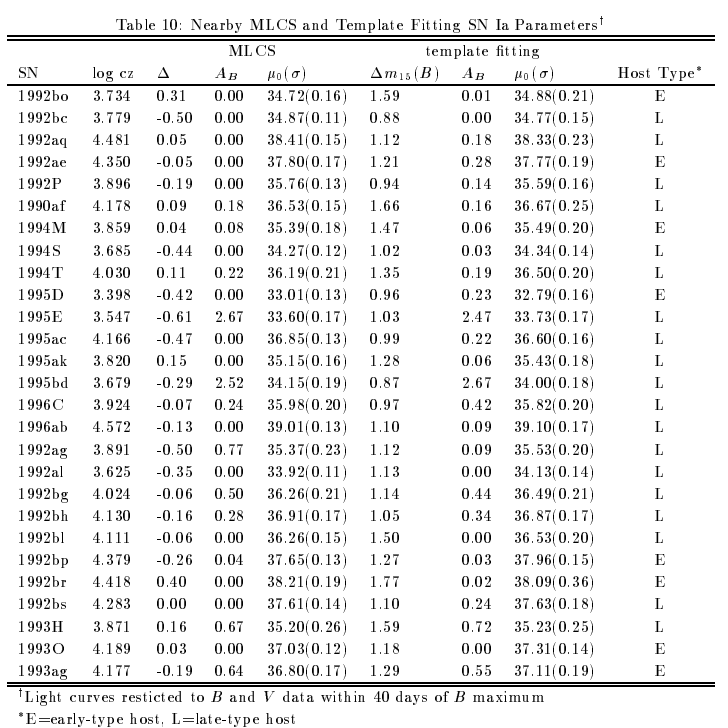 Table 10: Nearby MLCS and Template Fitting SN Ia Parameters†
MLCS template fitting
SN log cz Δ A_B μ₀(σ) Δm₁₅(B) A_B μ₀(σ) Host Type*
1992bo 3.734 0.31 0.00 34.72(0.16) 1.59 0.01 34.88(0.21) E
1992bc 3.779 -0.50 0.00 34.87(0.11) 0.88 0.00 34.77(0.15) L
1992aq 4.481 0.05 0.00 38.41(0.15) 1.12 0.18 38.33(0.23) L
1992ae 4.350 -0.05 0.00 37.80(0.17) 1.21 0.28 37.77(0.19) E
1992P 3.896 -0.19 0.00 35.76(0.13) 0.94 0.14 35.59(0.16) L
1990af 4.178 0.09 0.18 36.53(0.15) 1.66 0.16 36.67(0.25) L
1994M 3.859 0.04 0.08 35.39(0.18) 1.47 0.06 35.49(0.20) E
1994S 3.685 -0.44 0.00 34.27(0.12) 1.02 0.03 34.34(0.14) L
1994T 4.030 0.11 0.22 36.19(0.21) 1.35 0.19 36.50(0.20) L
1995D 3.398 -0.42 0.00 33.01(0.13) 0.96 0.23 32.79(0.16) E
1995E 3.547 -0.61 2.67 33.60(0.17) 1.03 2.47 33.73(0.17) L
1995ac 4.166 -0.47 0.00 36.85(0.13) 0.99 0.22 36.60(0.16) L
1995ak 3.820 0.15 0.00 35.15(0.16) 1.28 0.06 35.43(0.18) L
1995bd 3.679 -0.29 2.52 34.15(0.19) 0.87 2.67 34.00(0.18) L
1996C 3.924 -0.07 0.24 35.98(0.20) 0.97 0.42 35.82(0.20) L
1996ab 4.572 -0.13 0.00 39.01(0.13) 1.10 0.09 39.10(0.17) L
1992ag 3.891 -0.50 0.77 35.37(0.23) 1.12 0.09 35.53(0.20) L
1992al 3.625 -0.35 0.00 33.92(0.11) 1.13 0.00 34.13(0.14) L
1992bg 4.024 -0.06 0.50 36.26(0.21) 1.14 0.44 36.49(0.21) L
1992bh 4.130 -0.16 0.28 36.91(0.17) 1.05 0.34 36.87(0.17) L
1992bl 4.111 -0.06 0.00 36.26(0.15) 1.50 0.00 36.53(0.20) L
1992bp 4.379 -0.26 0.04 37.65(0.13) 1.27 0.03 37.96(0.15) E
1992br 4.418 0.40 0.00 38.21(0.19) 1.77 0.02 38.09(0.36) E
1992bs 4.283 0.00 0.00 37.61(0.14) 1.10 0.24 37.63(0.18) L
1993H 3.871 0.16 0.67 35.20(0.26) 1.59 0.72 35.23(0.25) L
1993O 4.189 0.03 0.00 37.03(0.12) 1.18 0.00 37.31(0.14) E
1993ag 4.177 -0.19 0.64 36.80(0.17) 1.29 0.55 37.11(0.19) E
†Light curves resticted to B and V data within 40 days of B maximum
*E=early-type host, L=late-type host